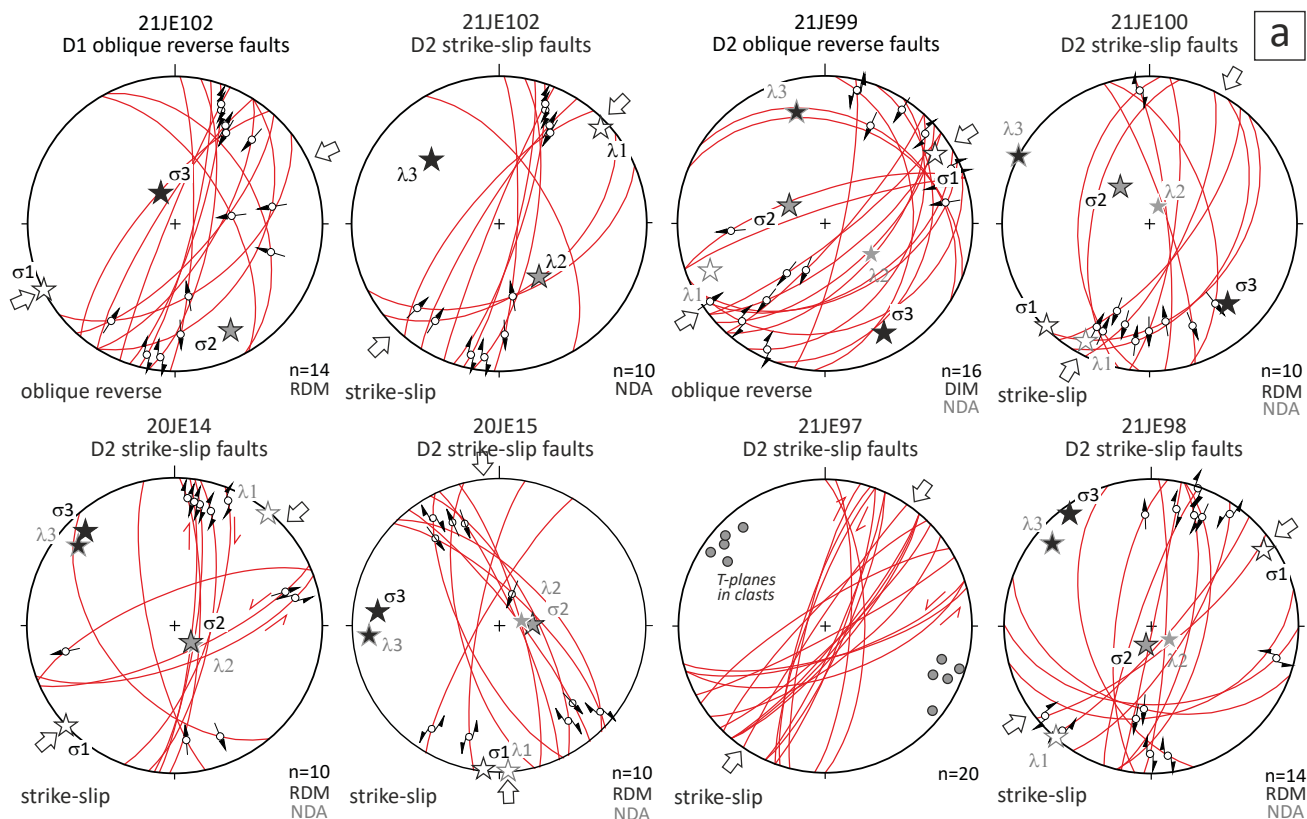 21JE102
D1 oblique reverse faults
σ3
σ1
σ2
n=14
RDM
oblique reverse
21JE102
D2 strike-slip faults
λ1
λ3
λ2
n=10
NDA
strike-slip
21JE99
D2 oblique reverse faults
λ3
σ1
σ2
λ2
λ1
σ3
n=16
DIM
NDA
oblique reverse
21JE100
D2 strike-slip faults
a
λ3
σ2
λ2
σ3
σ1
λ1
n=10
RDM
NDA
strike-slip
20JE14
D2 strike-slip faults
λ1
σ3
λ3
σ2
λ2
σ1
n=10
RDM
NDA
strike-slip
20JE15
D2 strike-slip faults
λ2
σ3
σ2
λ3
σ1
λ1
n=10
RDM
NDA
strike-slip
21JE97
D2 strike-slip faults
T-planes
in clasts
n=20
strike-slip
21JE98
D2 strike-slip faults
σ3
λ3
σ1
σ2
λ2
λ1
n=14
RDM
NDA
strike-slip